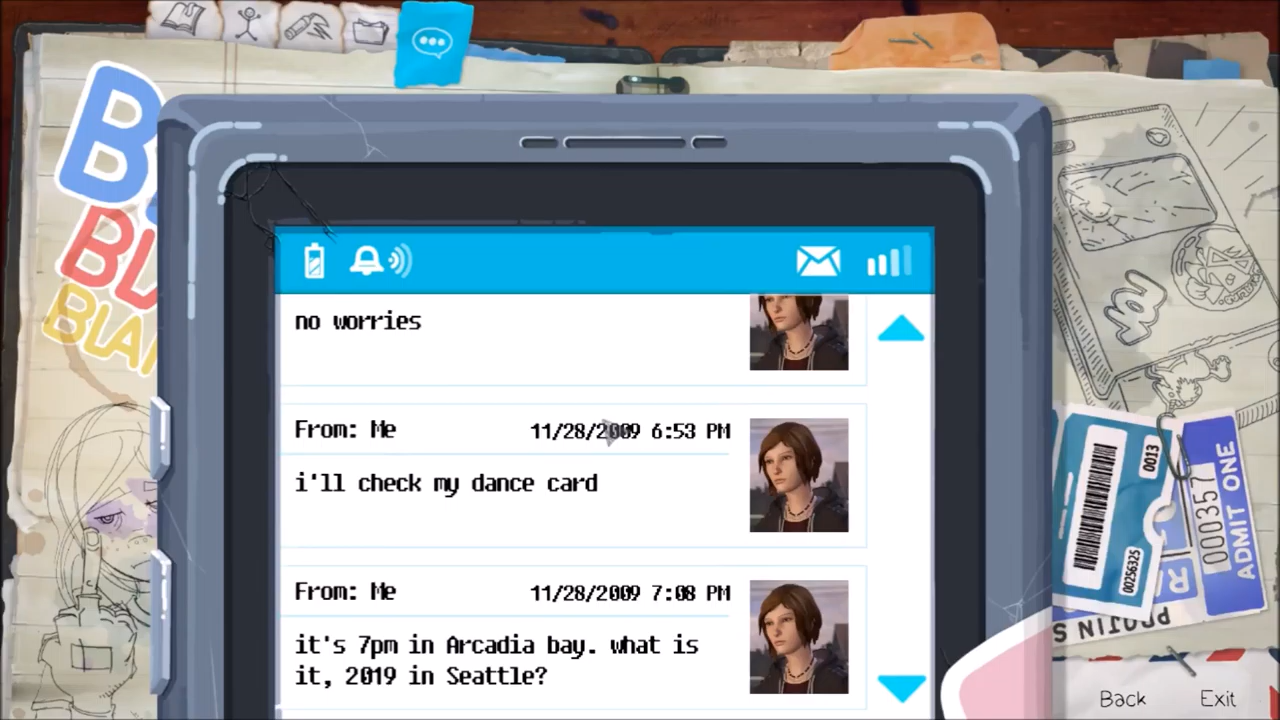 no worries
From: Me 11/28/2009 6:53 PM
i'll check my dance card
From: Me 11/28/2009 7:08 PM
it's 7pm in Arcadia bay. what is
it, 2019 in Seattle?
0013
00256325
000357
ADMIT ONE
Back Exit